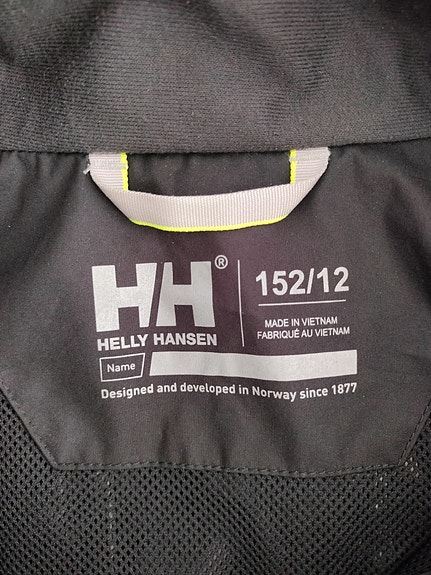 HH®
HELLY HANSEN
152/12
MADE IN VIETNAM
FABRIQUÉ AU VIETNAM
Name
Designed and developed in Norway since 1877